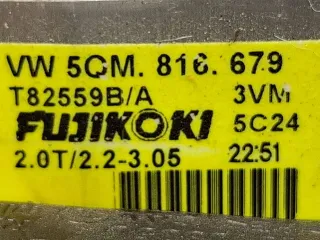 VW 5QM. 816. 679
T82559B/A 3VM
FUJIKOKI 5C24
2.0T/2.2-3.05 22:51